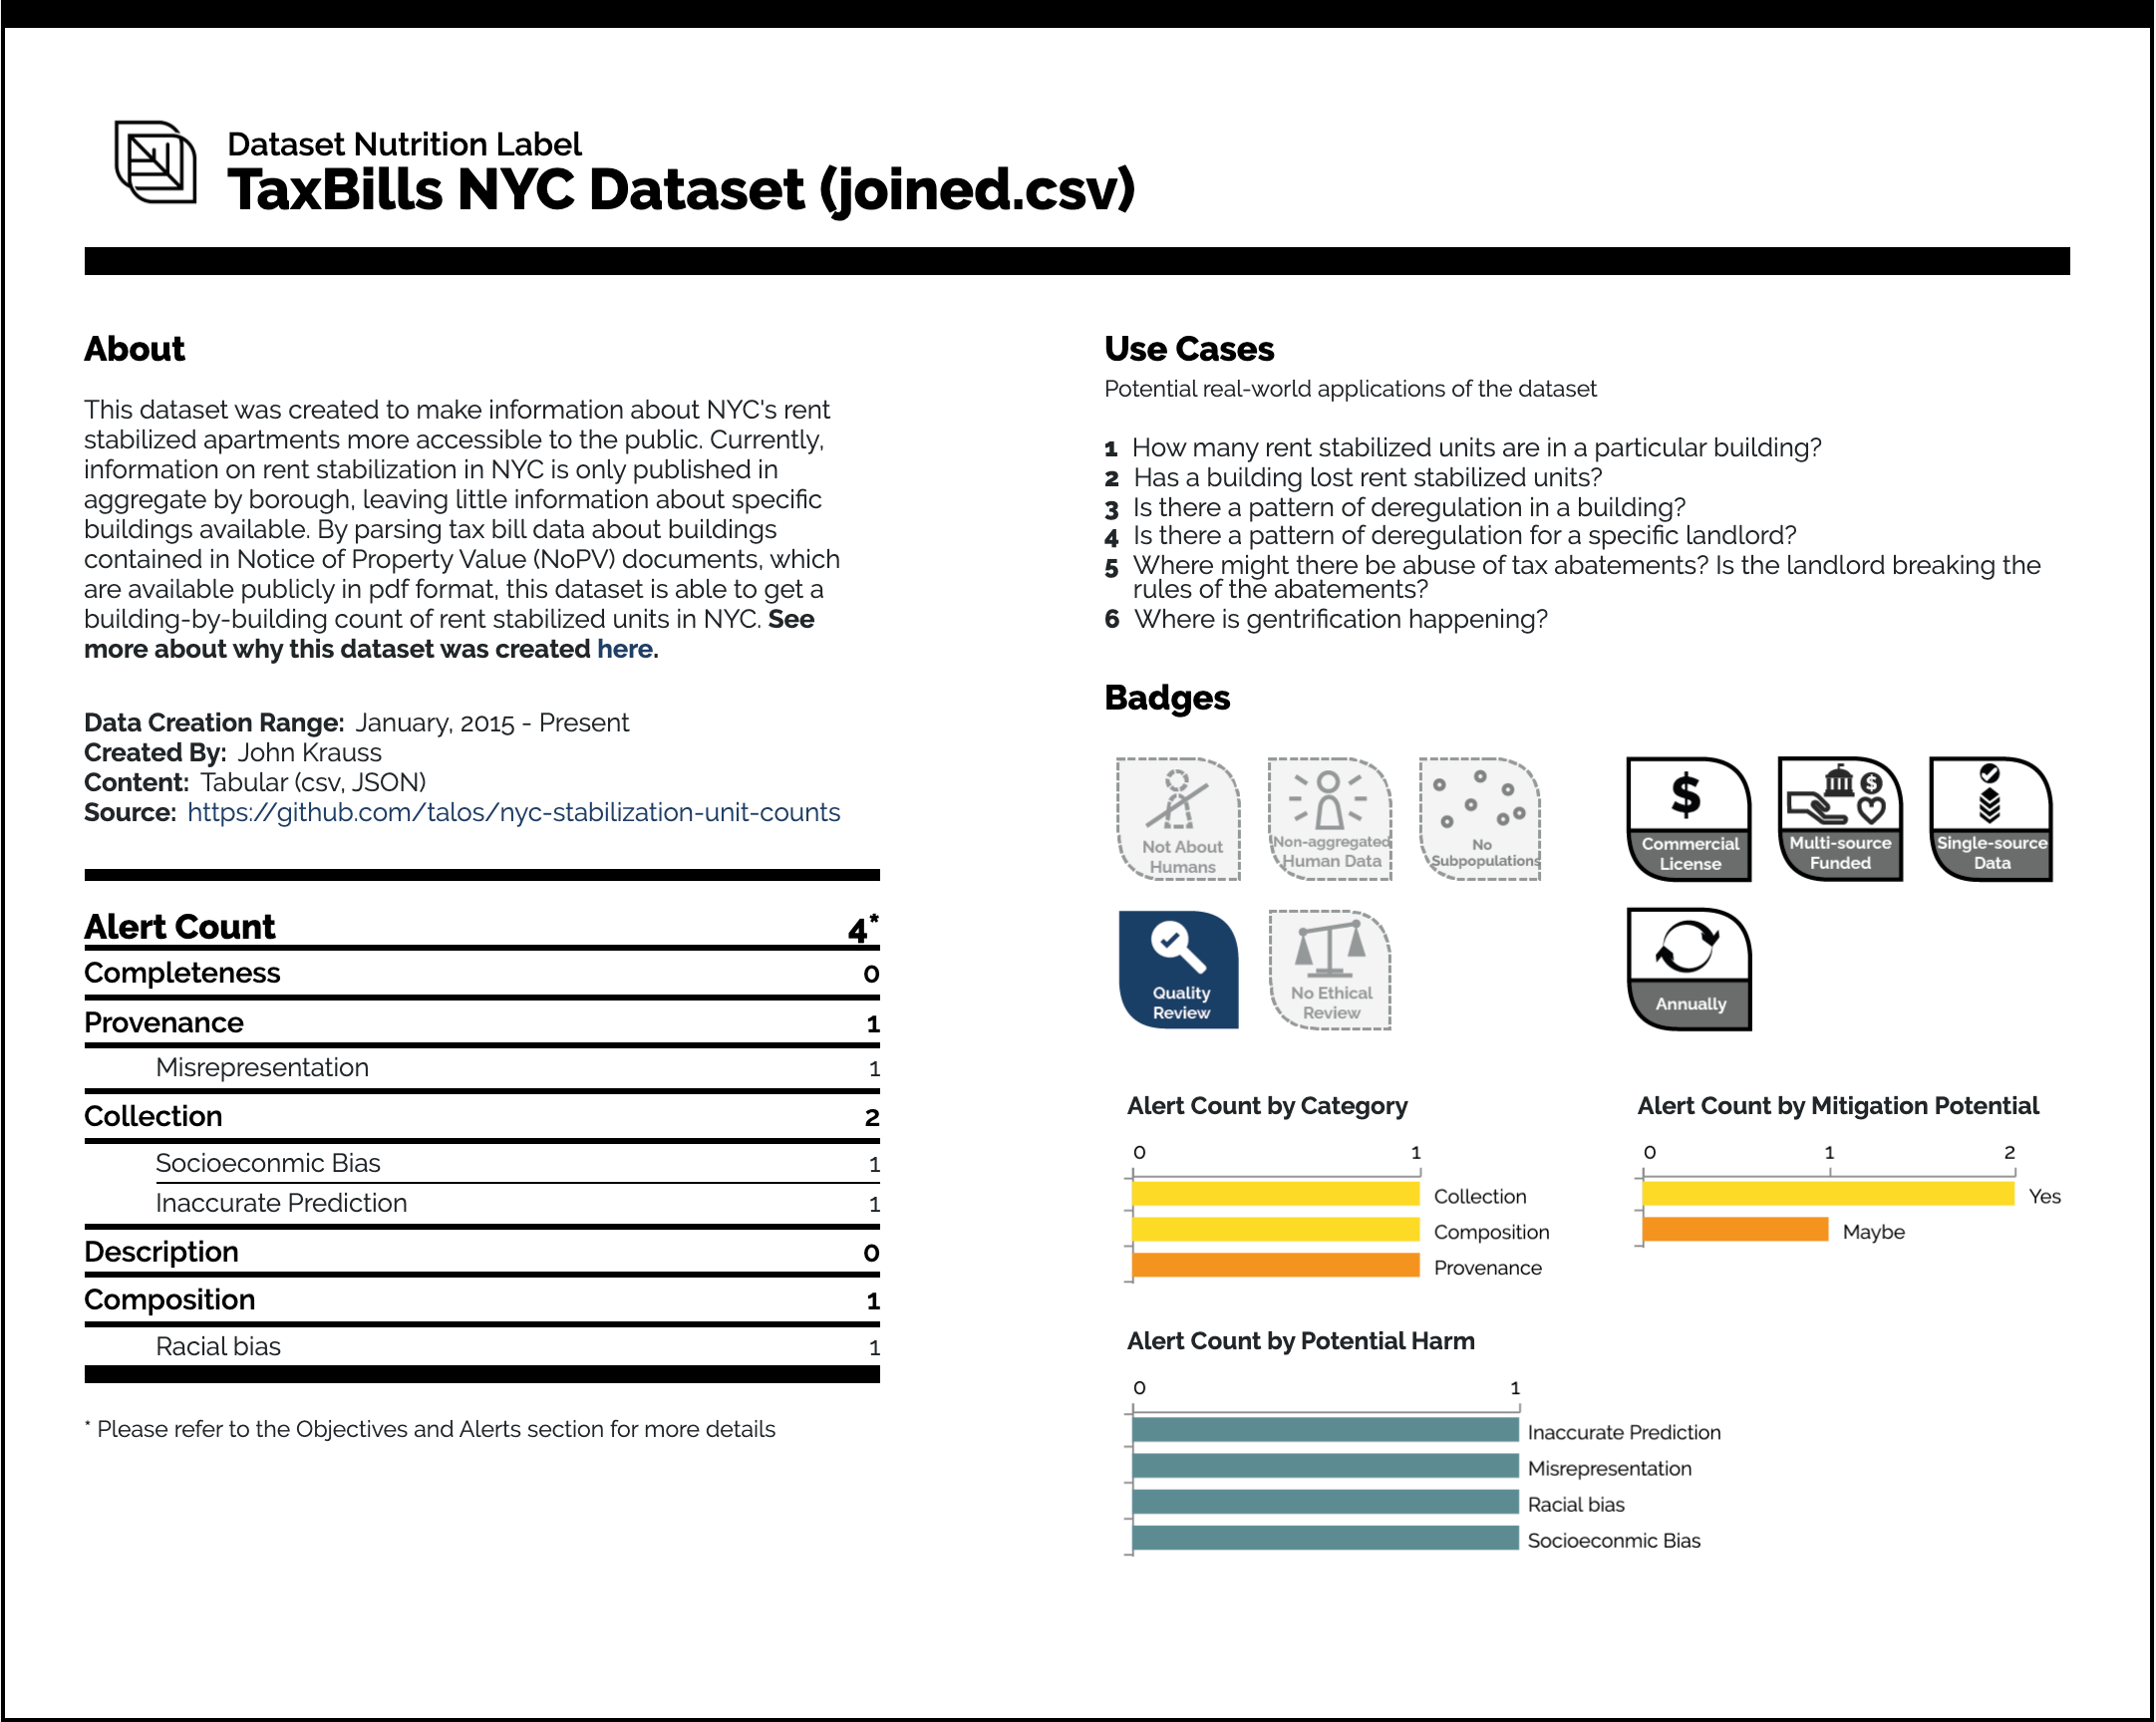 Dataset Nutrition Label
TaxBills NYC Dataset (joined.csv)
About
This dataset was created to make information about NYC's rent
stabilized apartments more accessible to the public. Currently,
information on rent stabilization in NYC is only published in
aggregate by borough, leaving little information about specific
buildings available. By parsing tax bill data about buildings
contained in Notice of Property Value (NoPV) documents, which
are available publicly in pdf format, this dataset is able to get a
building-by-building count of rent stabilized units in NYC. See
more about why this dataset was created here.
Data Creation Range: January, 2015 - Present
Created By: John Krauss
Content: Tabular (csv, JSON)
Source: https://github.com/talos/nyc-stabilization-unit-counts
Alert Count 4*
Completeness 0
Provenance 1
Misrepresentation 1
Collection 2
Socioeconmic Bias 1
Inaccurate Prediction 1
Description 0
Composition 1
Racial bias 1
* Please refer to the Objectives and Alerts section for more details
Use Cases
Potential real-world applications of the dataset
1 How many rent stabilized units are in a particular building?
2 Has a building lost rent stabilized units?
3 Is there a pattern of deregulation in a building?
4 Is there a pattern of deregulation for a specific landlord?
5 Where might there be abuse of tax abatements? Is the landlord breaking the
rules of the abatements?
6 Where is gentrification happening?
Badges
Not About
Humans
Non-aggregated
Human Data
No
Subpopulations
$
Commercial
License
$
Multi-source
Funded
Single-source
Data
Quality
Review
No Ethical
Review
Annually
Alert Count by Category
0 1
Collection
Composition
Provenance
Alert Count by Mitigation Potential
0 1 2
Yes
Maybe
Alert Count by Potential Harm
0 1
Inaccurate Prediction
Misrepresentation
Racial bias
Socioeconmic Bias